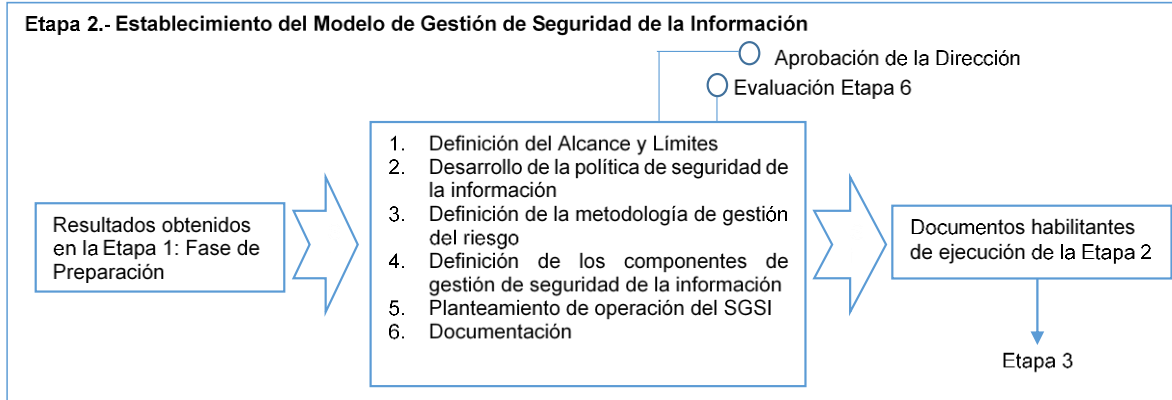 Etapa 2.- Establecimiento del Modelo de Gestión de Seguridad de la Información
Aprobación de la Dirección
Evaluación Etapa 6
Resultados obtenidos
en la Etapa 1: Fase de
Preparación
1. Definición del Alcance y Límites
2. Desarrollo de la política de seguridad de
la información
3. Definición de la metodología de gestión
del riesgo
4. Definición de los componentes de
gestión de seguridad de la información
5. Planteamiento de operación del SGSI
6. Documentación
Documentos habilitantes
de ejecución de la Etapa 2
Etapa 3